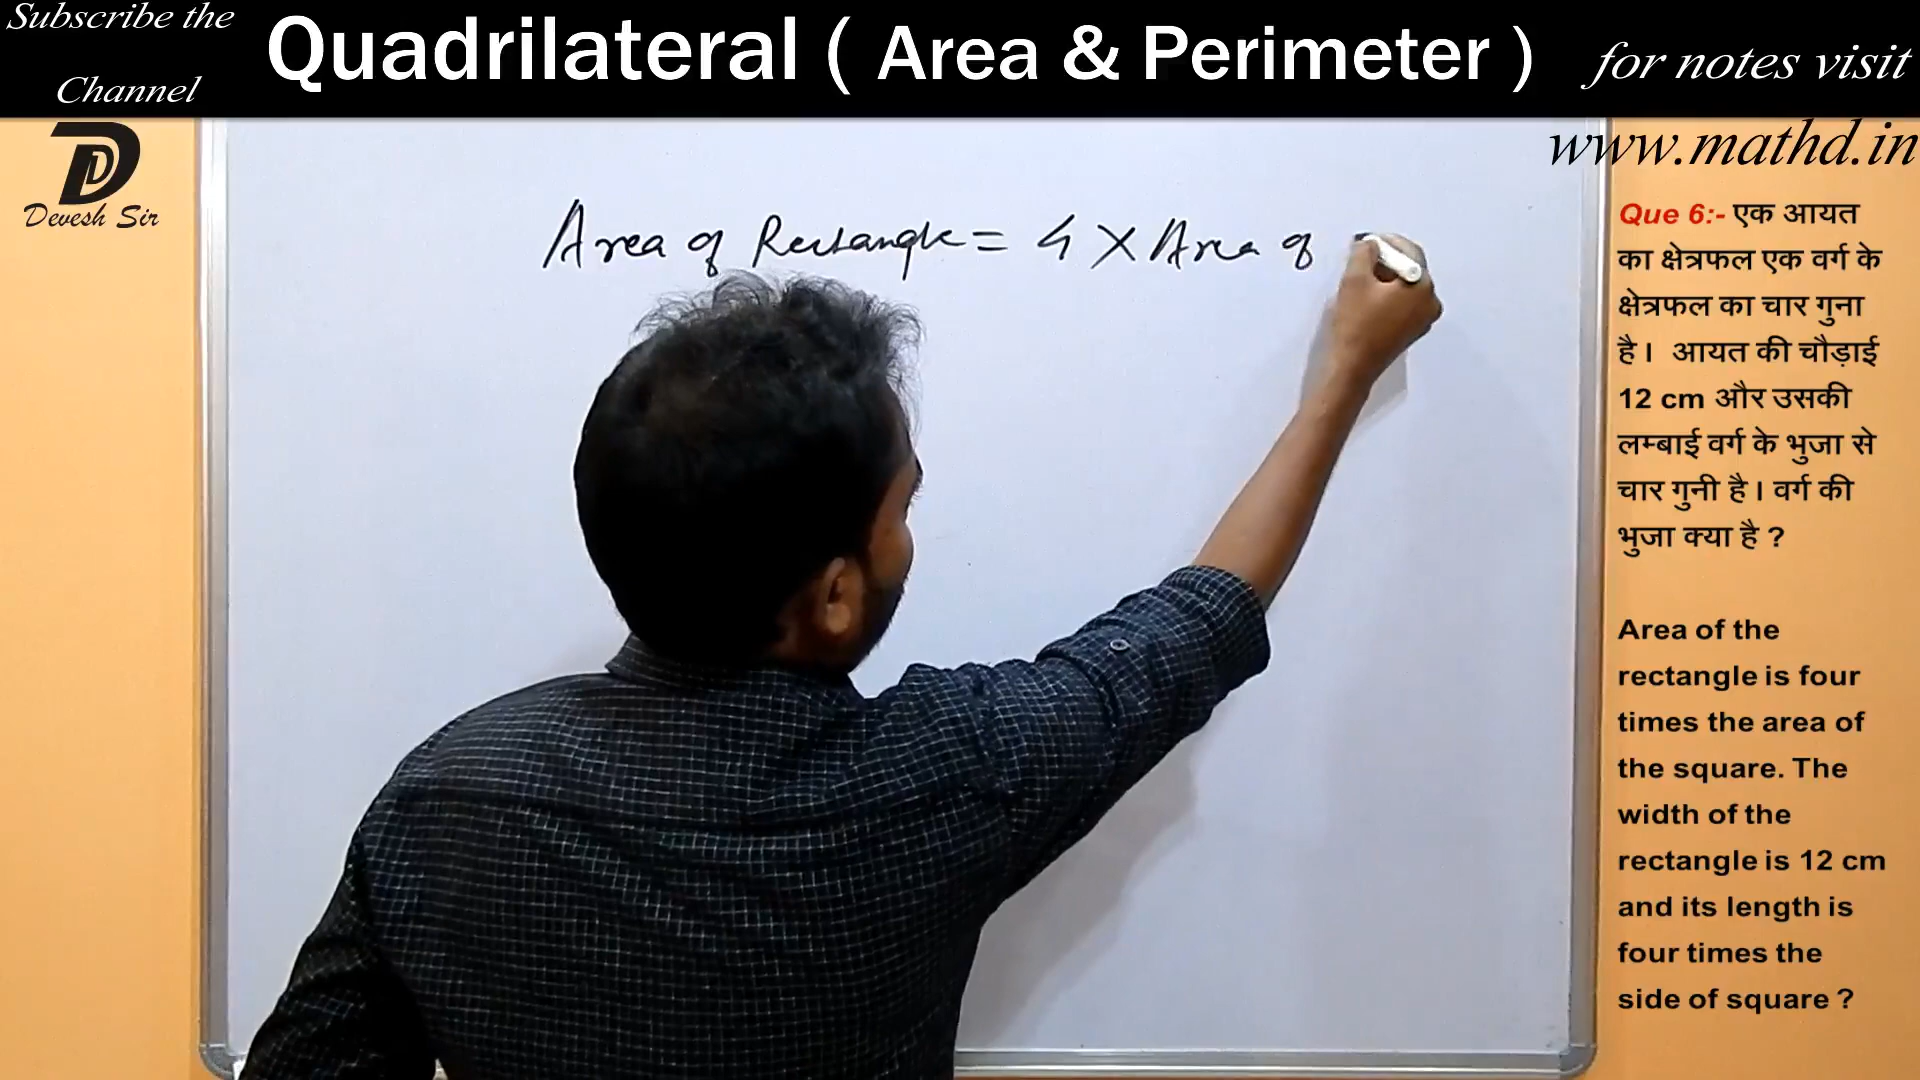 Subscribe the
Channel
Quadrilateral ( Area & Perimeter )
for notes visit
www.mathd.in
Devesh Sir
Area of Rectangle = 4 × Area of
Que 6:- एक आयत
का क्षेत्रफल एक वर्ग के
क्षेत्रफल का चार गुना
है। आयत की चौड़ाई
12 cm और उसकी
लम्बाई वर्ग के भुजा से
चार गुनी है। वर्ग की
भुजा क्या है ?
Area of the
rectangle is four
times the area of
the square. The
width of the
rectangle is 12 cm
and its length is
four times the
side of square ?